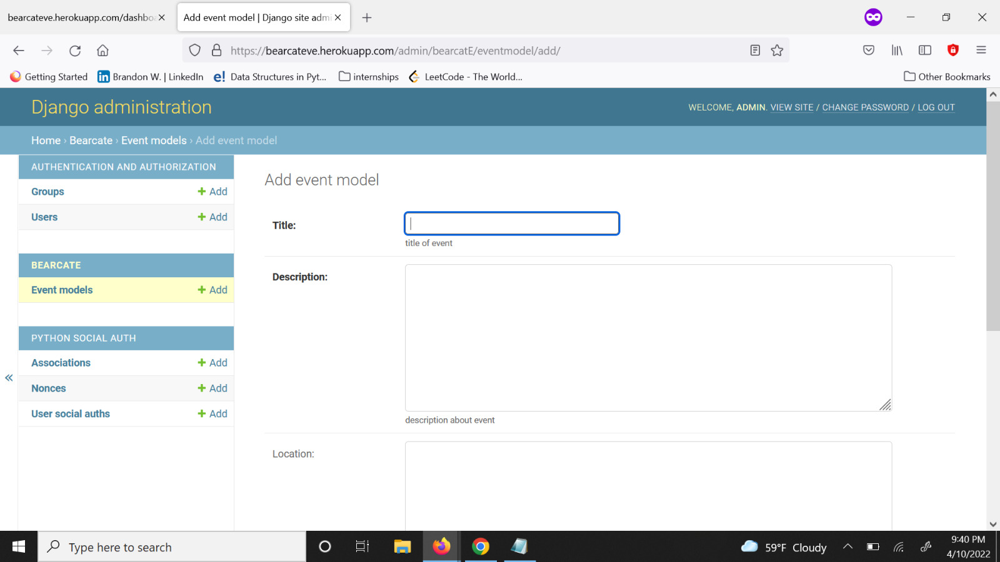 bearcateve.herokuapp.com/dashbo
Add event model | Django site admi
https://bearcateve.herokuapp.com/admin/bearcatE/eventmodel/add/
Getting Started
in Brandon W. | LinkedIn
e! Data Structures in Pyt...
internships
LeetCode - The World...
Other Bookmarks
Django administration
WELCOME, ADMIN. VIEW SITE / CHANGE PASSWORD / LOG OUT
Home › Bearcate › Event models › Add event model
AUTHENTICATION AND AUTHORIZATION
Groups + Add
Users + Add
BEARCATE
Event models + Add
PYTHON SOCIAL AUTH
Associations + Add
Nonces + Add
User social auths + Add
«
Add event model
Title:
title of event
Description:
description about event
Location:
Type here to search
59°F Cloudy
9:40 PM
4/10/2022